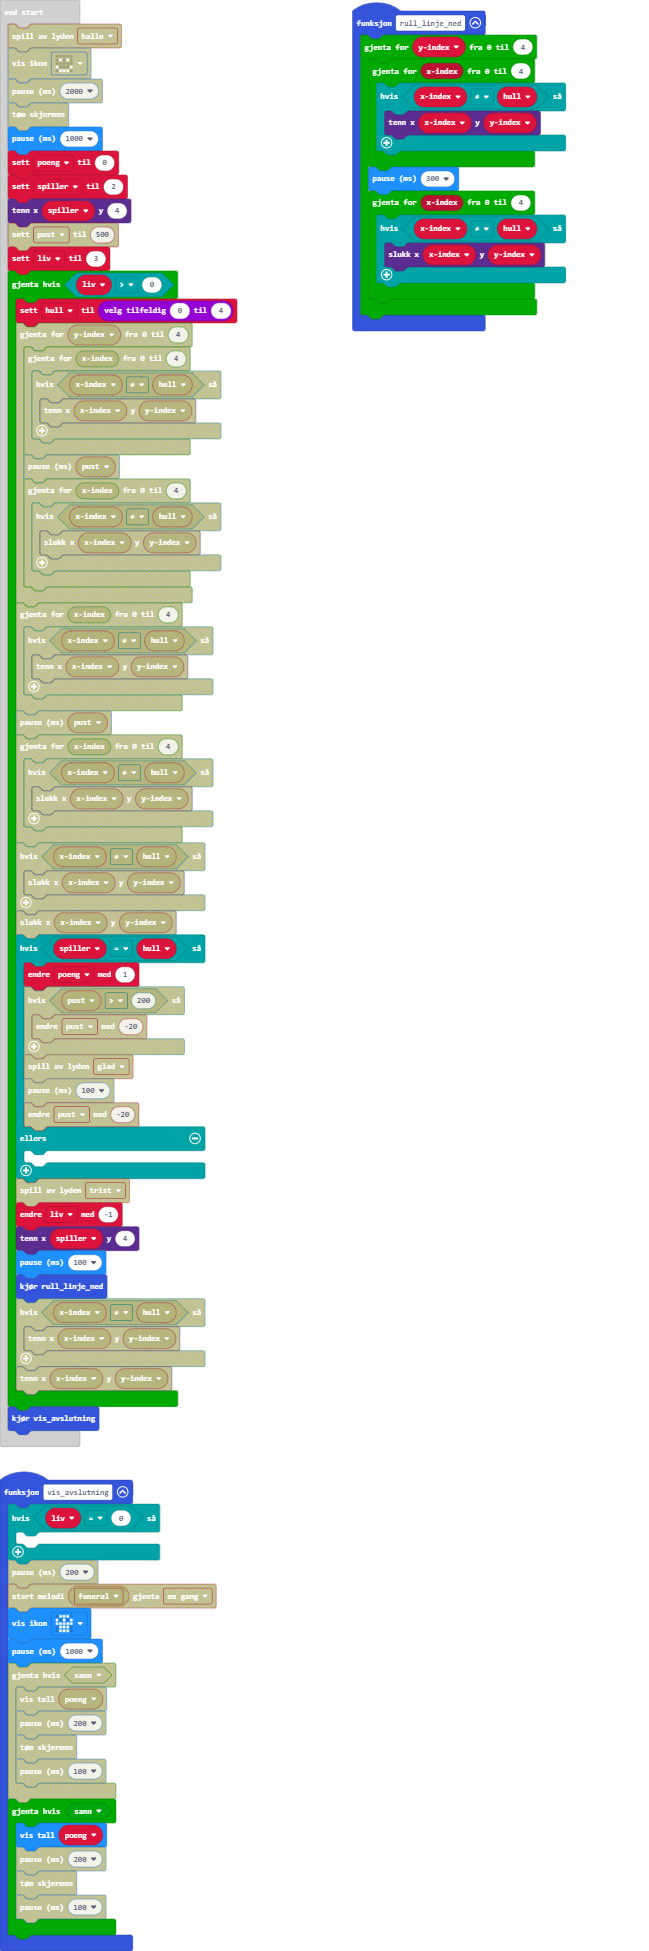 ved start
spill av lyden hallo
vis ikon
pause (ms) 2000
tøm skjermen
pause (ms) 1000
sett poeng til 0
sett spiller til 2
tenn x spiller y 4
sett pust til 500
sett liv til 3
gjenta hvis liv > 0
sett hull til velg tilfeldig 0 til 4
gjenta for y-index fra 0 til 4
gjenta for x-index fra 0 til 4
hvis x-index ≠ hull så
tenn x x-index y y-index
pause (ms) pust
gjenta for x-index fra 0 til 4
hvis x-index ≠ hull så
slukk x x-index y y-index
gjenta for x-index fra 0 til 4
hvis x-index ≠ hull så
tenn x x-index y y-index
pause (ms) pust
gjenta for x-index fra 0 til 4
hvis x-index ≠ hull så
slukk x x-index y y-index
hvis x-index ≠ hull så
slukk x x-index y y-index
slukk x x-index y y-index
hvis spiller = hull så
endre poeng med 1
hvis pust > 200 så
endre pust med -20
spill av lyden glad
pause (ms) 100
endre pust med -20
ellers
spill av lyden trist
endre liv med -1
tenn x spiller y 4
pause (ms) 100
kjør rull_linje_ned
hvis x-index ≠ hull så
tenn x x-index y y-index
tenn x x-index y y-index
kjør vis_avslutning
funksjon rull_linje_ned
gjenta for y-index fra 0 til 4
gjenta for x-index fra 0 til 4
hvis x-index ≠ hull så
tenn x x-index y y-index
pause (ms) 300
gjenta for x-index fra 0 til 4
hvis x-index ≠ hull så
slukk x x-index y y-index
funksjon vis_avslutning
hvis liv = 0 så
pause (ms) 200
start melodi funeral gjenta en gang
vis ikon
pause (ms) 1000
gjenta hvis sann
vis tall poeng
pause (ms) 200
tøm skjermen
pause (ms) 100
gjenta hvis sann
vis tall poeng
pause (ms) 200
tøm skjermen
pause (ms) 100